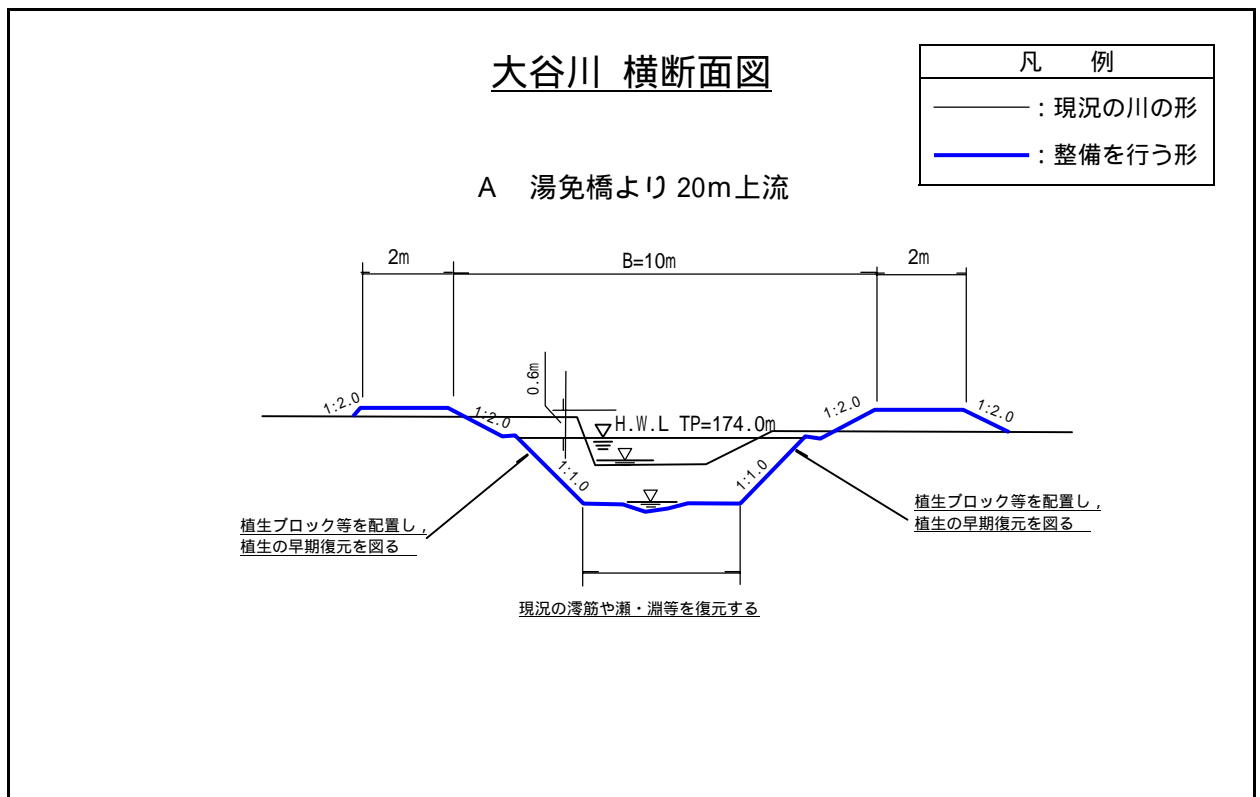 大谷川 横断面図
凡 例
：現況の川の形
：整備を行う形
A 湯免橋より 20m上流
2m
B=10m
2m
0.6m
H.W.L TP=174.0m
1:2.0
1:2.0
1:2.0
1:2.0
1:1.0
1:1.0
植生ブロック等を配置し，
植生の早期復元を図る
植生ブロック等を配置し，
植生の早期復元を図る
現況の澪筋や瀬・淵等を復元する